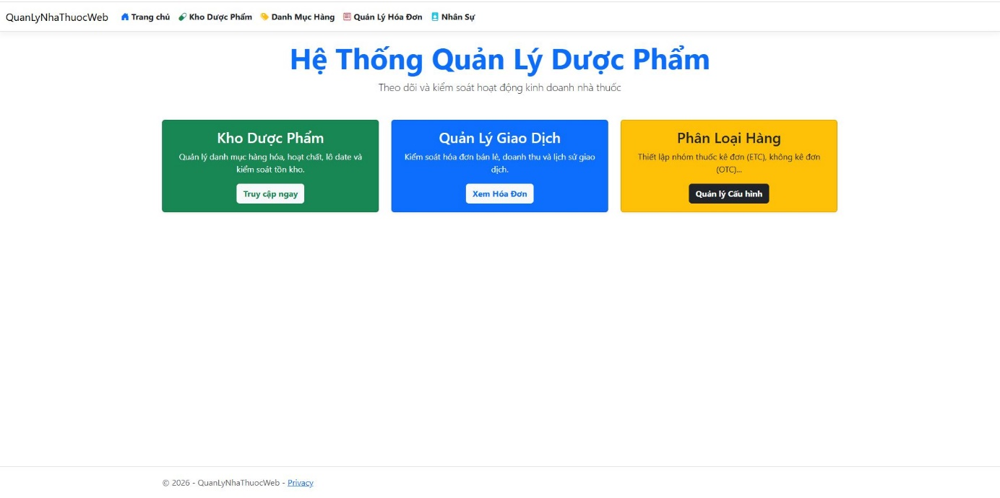 QuanLyNhaThuocWeb Trang chủ Kho Dược Phẩm Danh Mục Hàng Quản Lý Hóa Đơn Nhân Sự
Hệ Thống Quản Lý Dược Phẩm
Theo dõi và kiểm soát hoạt động kinh doanh nhà thuốc
Kho Dược Phẩm
Quản lý danh mục hàng hóa, hoạt chất, lô date và
kiểm soát tồn kho.
Truy cập ngay
Quản Lý Giao Dịch
Kiểm soát hóa đơn bán lẻ, doanh thu và lịch sử giao
dịch.
Xem Hóa Đơn
Phân Loại Hàng
Thiết lập nhóm thuốc kê đơn (ETC), không kê đơn
(OTC)...
Quản lý Cấu hình
© 2026 - QuanLyNhaThuocWeb - Privacy